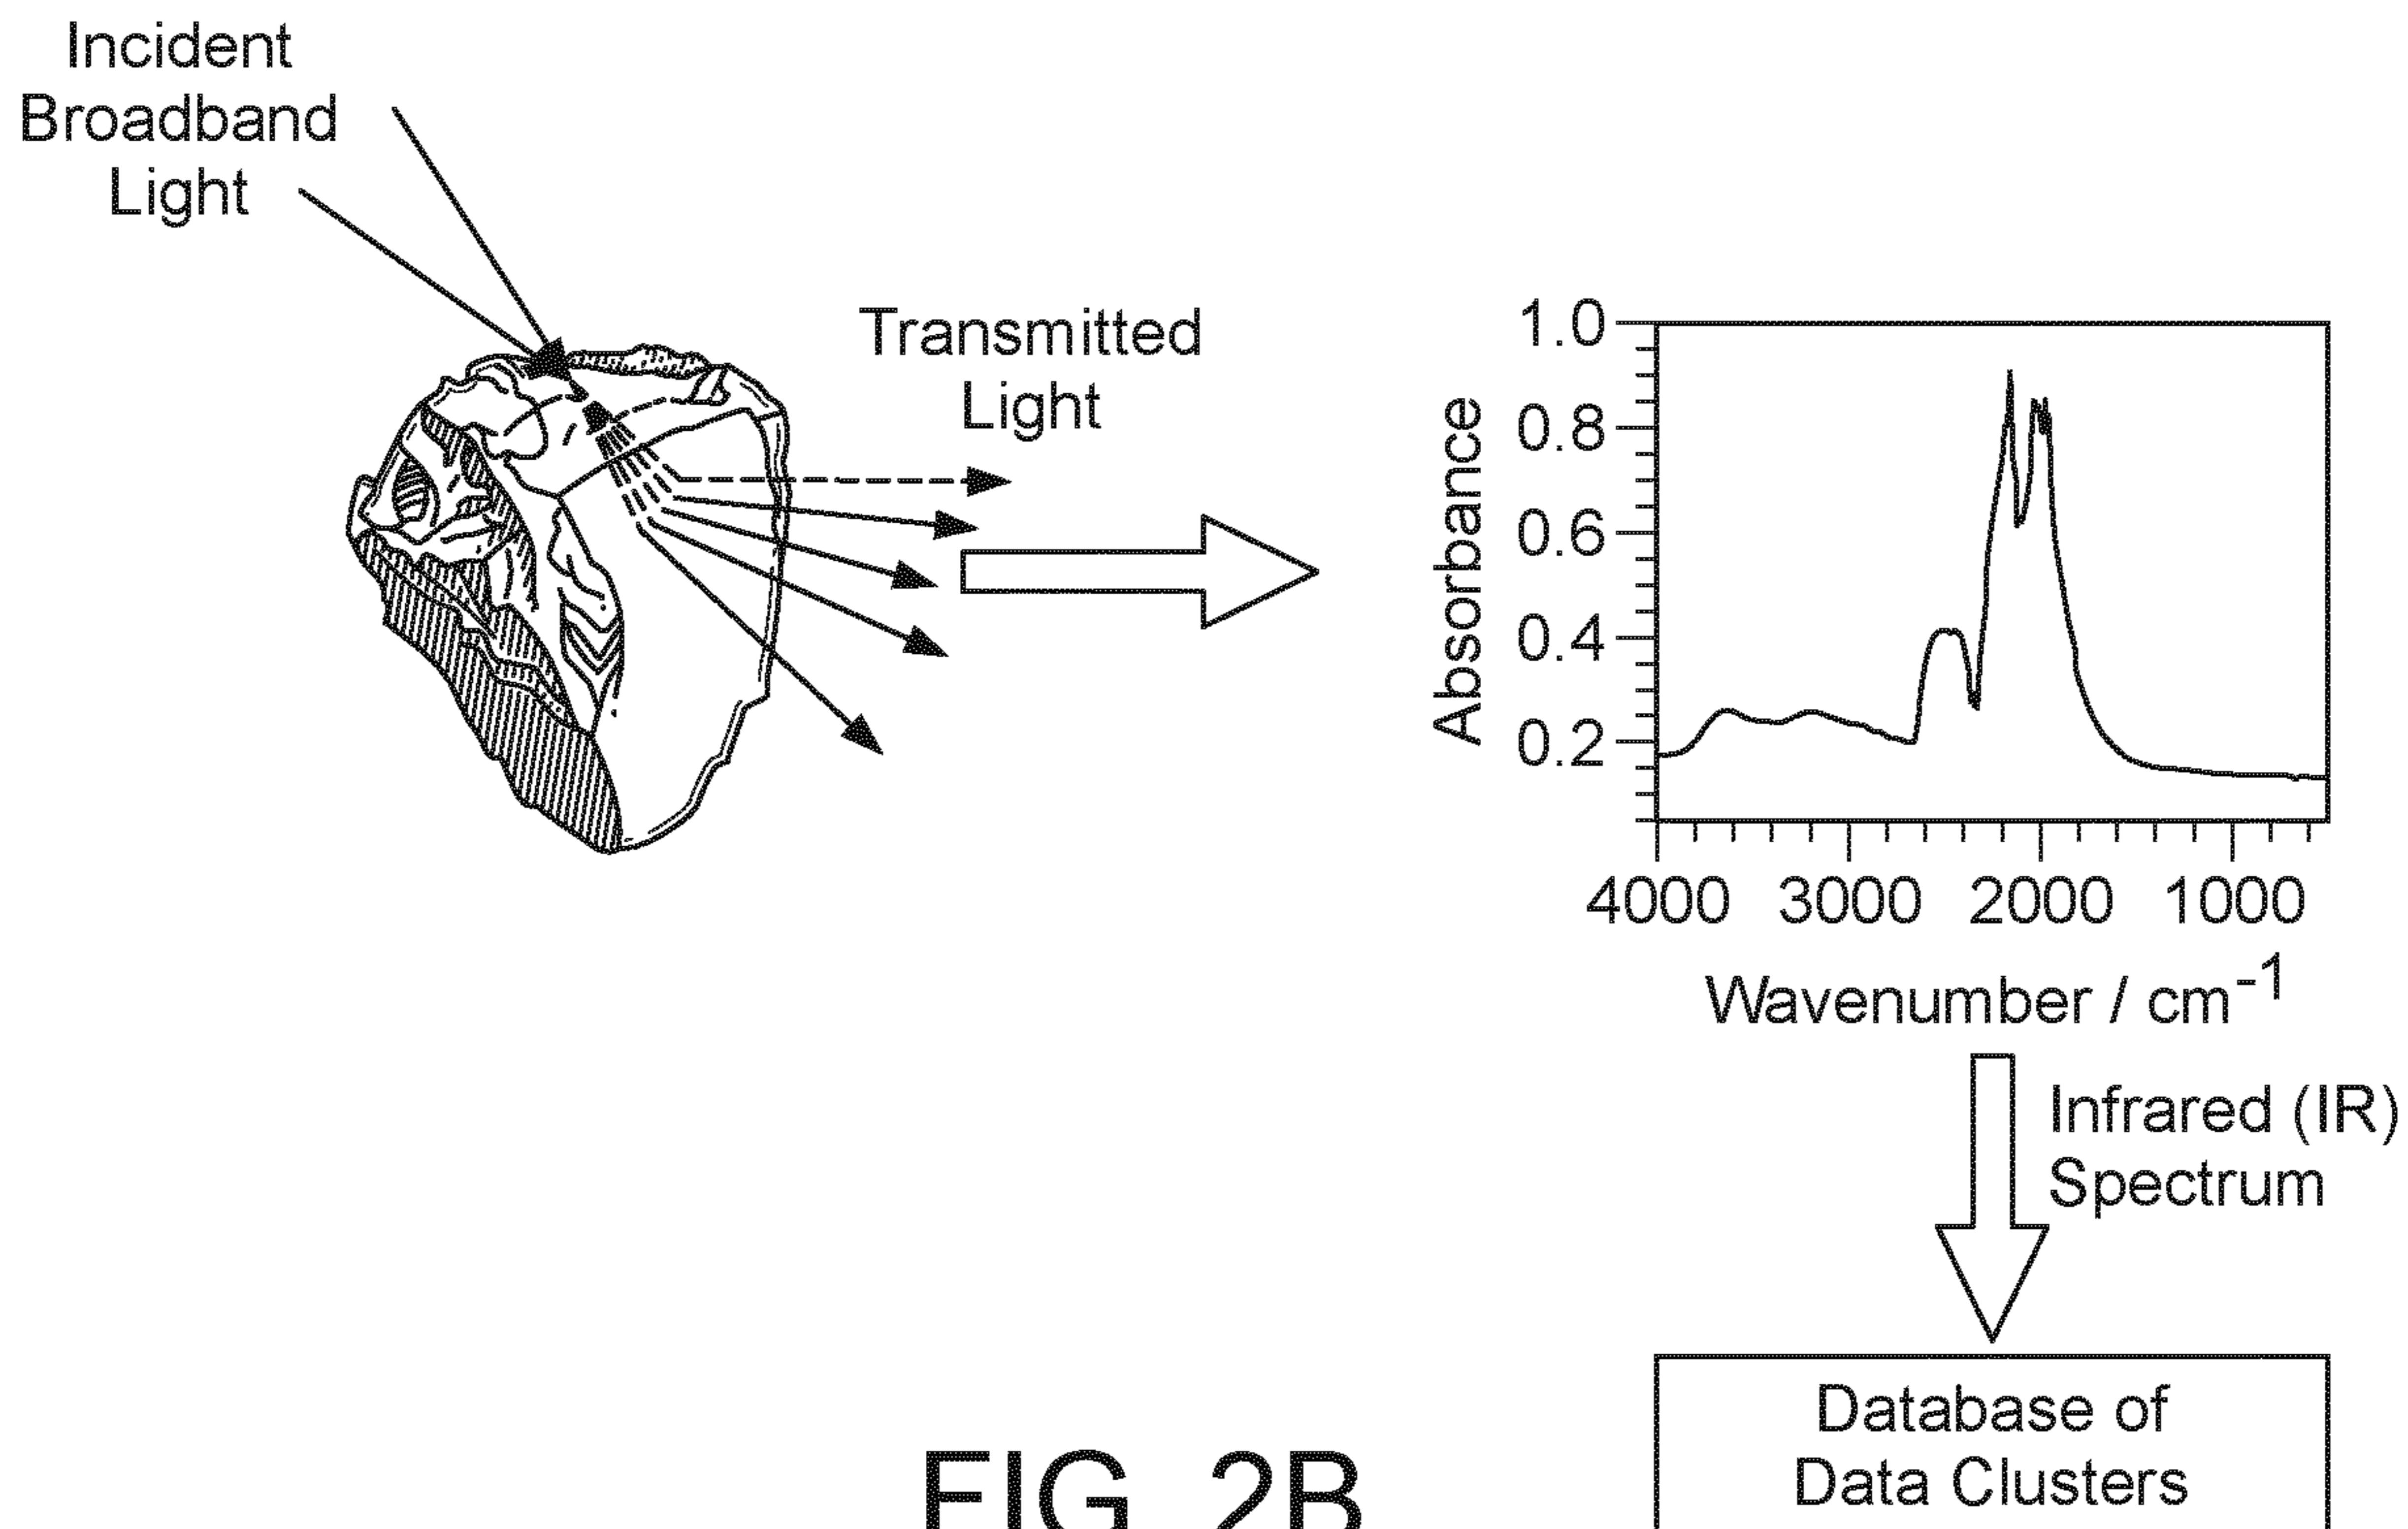 Incident
Broadband
Light
Transmitted
Light
Absorbance
1.0
0.8
0.6
0.4
0.2
4000 3000 2000 1000
Wavenumber / cm⁻¹
Infrared (IR)
Spectrum
Database of
Data Clusters
FIG. 2B